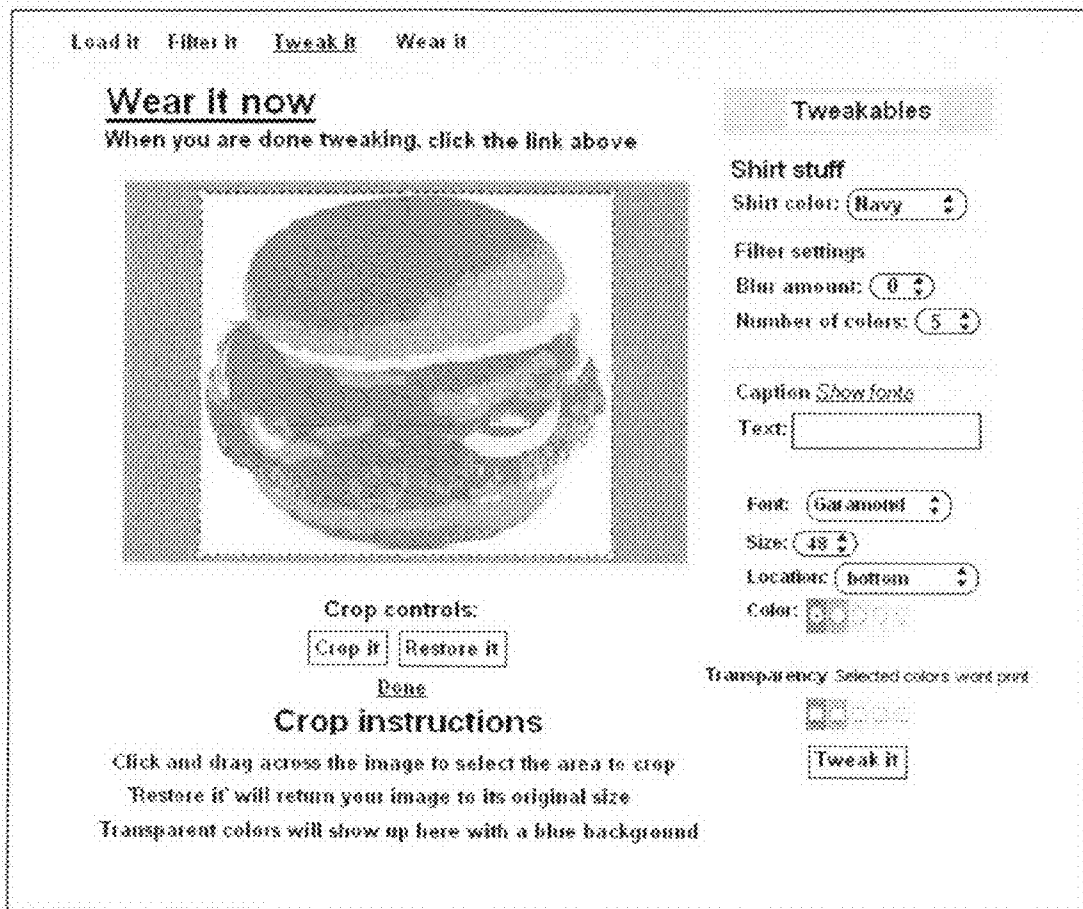 Load it Filter it Tweak it Wear it
Wear it now
When you are done tweaking, click the link above
Crop controls:
Crop it Restore it
Done
Crop instructions
Click and drag across the image to select the area to crop
'Restore it' will return your image to its original size
Transparent colors will show up here with a blue background
Tweakables
Shirt stuff
Shirt color: Navy
Filter settings
Blur amount: 0
Number of colors: 5
Caption Show fonts
Text:
Font: Garamond
Size: 48
Location: bottom
Color:
Transparency Selected colors wont print
Tweak it